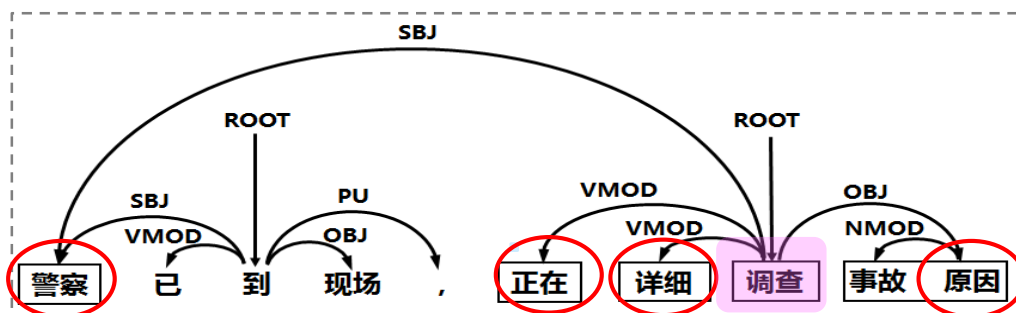 SBJ
ROOT ROOT
SBJ PU VMOD OBJ
VMOD OBJ VMOD NMOD
警察 已 到 现场 , 正在 详细 调查 事故 原因